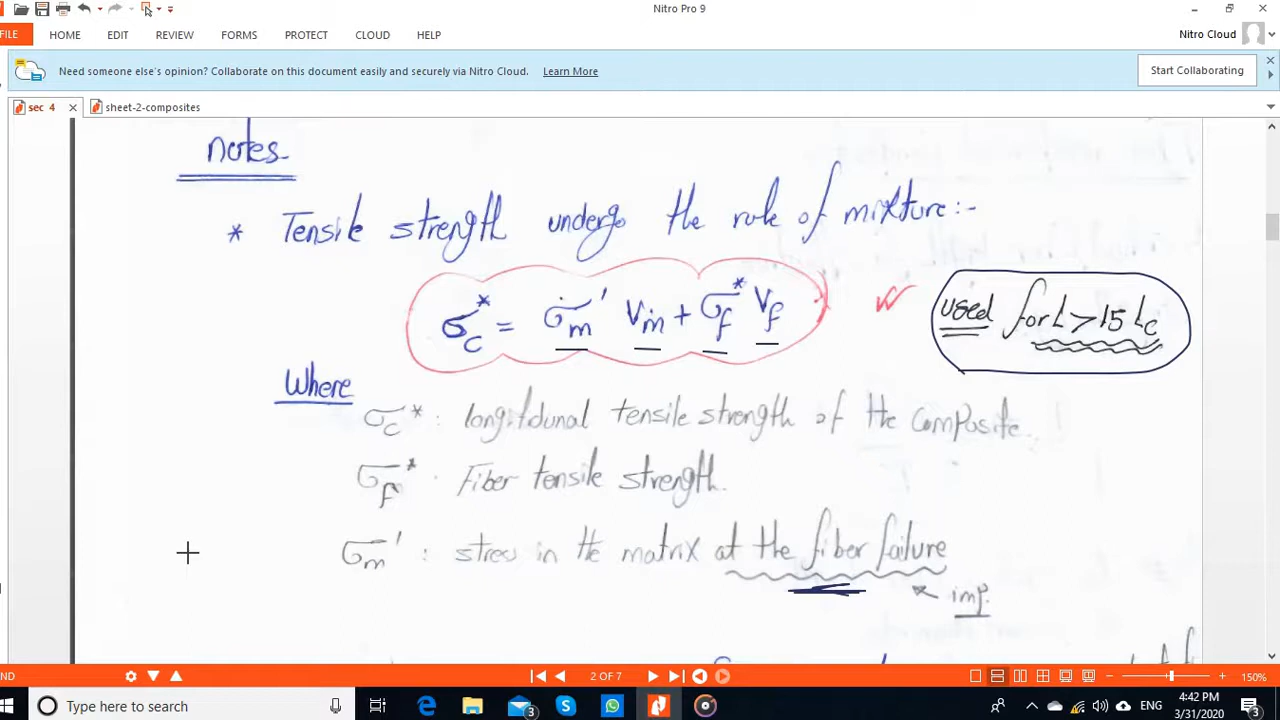 Nitro Pro 9
FILE HOME EDIT REVIEW FORMS PROTECT CLOUD HELP
Nitro Cloud
Need someone else's opinion? Collaborate on this document easily and securely via Nitro Cloud. Learn More
Start Collaborating
sec 4 sheet-2-composites
notes
* Tensile strength undergo the rule of mixture:-
σc* = σm' Vm + σf* Vf
used for L > 15 Lc
Where
σc* : longitdunal tensile strength of the composite.
σf* : Fiber tensile strength.
σm' : stress in the matrix at the fiber failure
imp.
2 OF 7
150%
Type here to search
3
ENG
4:42 PM
3/31/2020
3